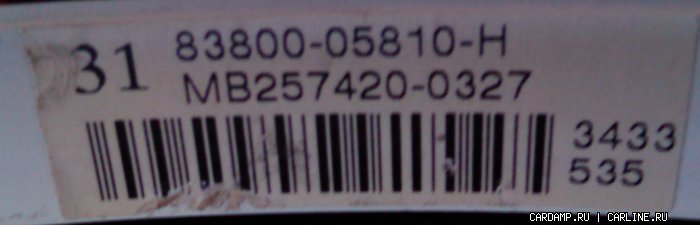 31 83800-05810-H
MB257420-0327
3433
535
CARDAMP.RU | CARLINE.RU